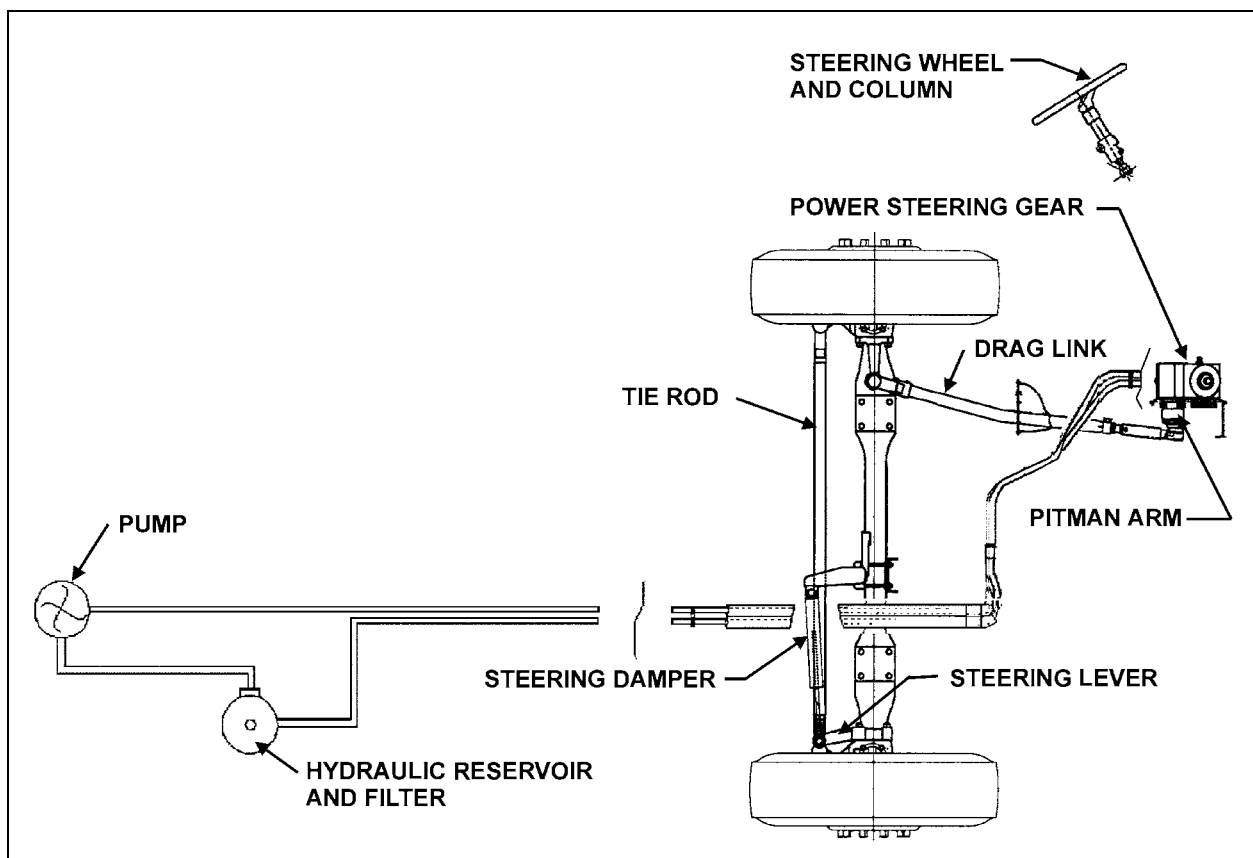 STEERING WHEEL
AND COLUMN
POWER STEERING GEAR
DRAG LINK
TIE ROD
PITMAN ARM
PUMP
STEERING DAMPER
STEERING LEVER
HYDRAULIC RESERVOIR
AND FILTER